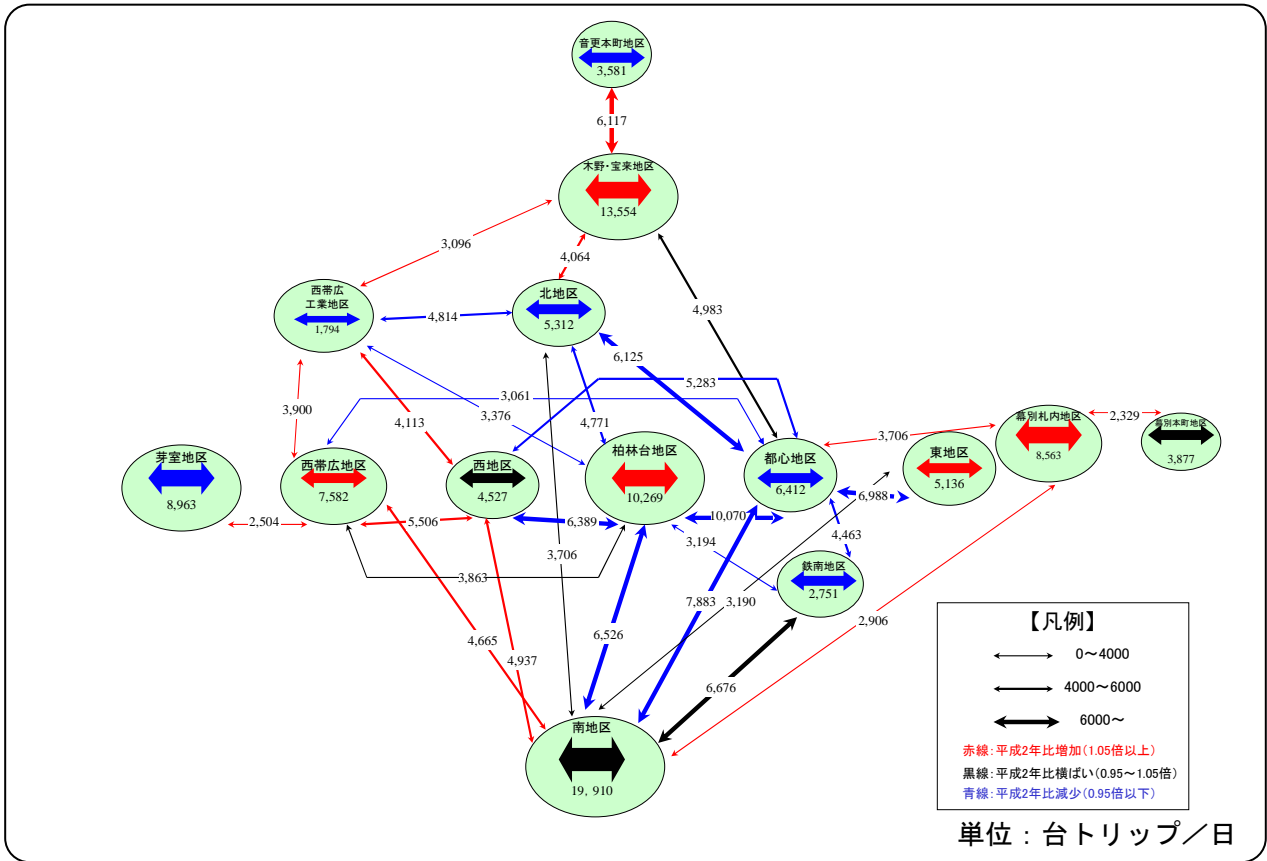 音更本町地区
3,581
6,117
木野・宝来地区
13,554
3,096
4,064
西帯広
工業地区
1,794
4,814
北地区
5,312
4,983
6,125
5,283
3,061
3,900
4,113
3,376
4,771
3,706
幕別札内地区
8,563
2,329
幕別本町地区
3,877
芽室地区
8,963
2,504
西帯広地区
7,582
5,506
西地区
4,527
6,389
柏林台地区
10,269
10,070
都心地区
6,412
6,988
東地区
5,136
3,194
4,463
鉄南地区
2,751
3,863
3,706
7,883
3,190
2,906
4,665
4,937
6,526
6,676
南地区
19,910
【凡例】
0～4000
4000～6000
6000～
赤線:平成2年比増加(1.05倍以上)
黒線:平成2年比横ばい(0.95～1.05倍)
青線:平成2年比減少(0.95倍以下)
単位：台トリップ／日